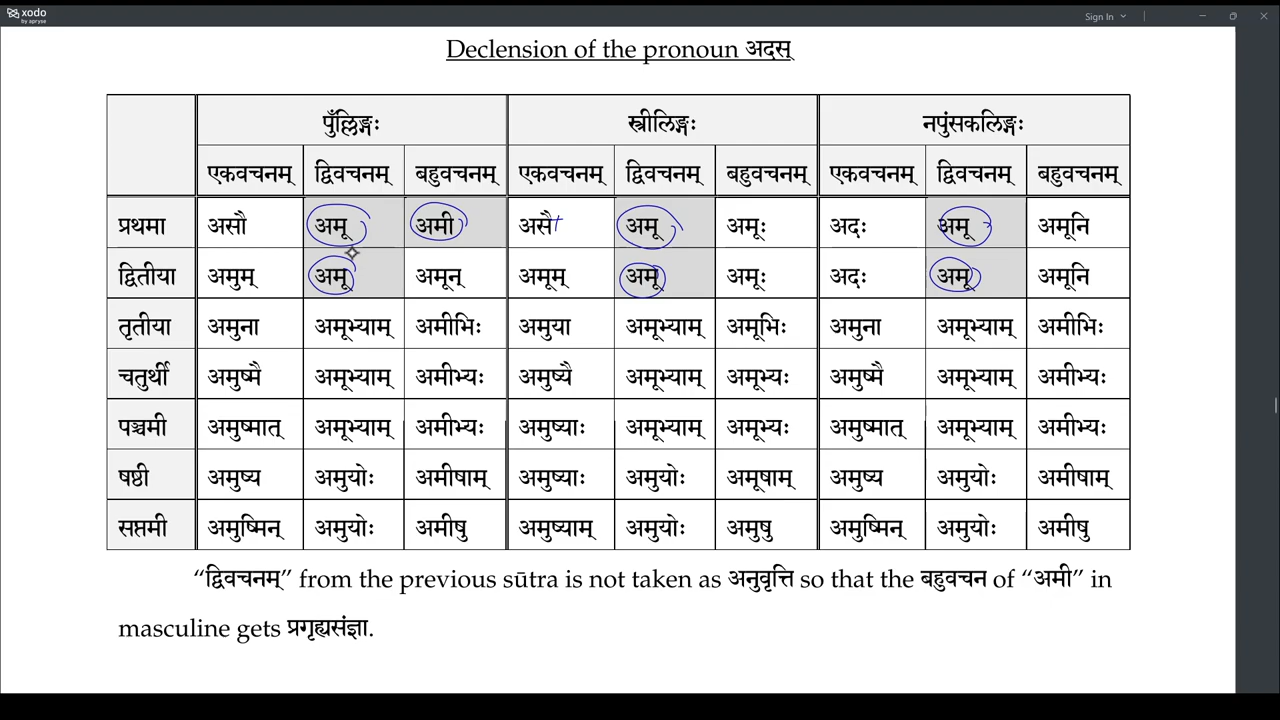 xodo
by apryse
Sign In
Declension of the pronoun अदस्
पुँल्लिङ्गः स्त्रीलिङ्गः नपुंसकलिङ्गः
एकवचनम् द्विवचनम् बहुवचनम् एकवचनम् द्विवचनम् बहुवचनम् एकवचनम् द्विवचनम् बहुवचनम्
प्रथमा असौ अमू अमी असौ अमू अमूः अदः अमू अमूनि
द्वितीया अमुम् अमू अमून् अमूम् अमू अमूः अदः अमू अमूनि
तृतीया अमुना अमूभ्याम् अमीभिः अमुया अमूभ्याम् अमूभिः अमुना अमूभ्याम् अमीभिः
चतुर्थी अमुष्मै अमूभ्याम् अमीभ्यः अमुष्यै अमूभ्याम् अमूभ्यः अमुष्मै अमूभ्याम् अमीभ्यः
पञ्चमी अमुष्मात् अमूभ्याम् अमीभ्यः अमुष्याः अमूभ्याम् अमूभ्यः अमुष्मात् अमूभ्याम् अमीभ्यः
षष्ठी अमुष्य अमुयोः अमीषाम् अमुष्याः अमुयोः अमूषाम् अमुष्य अमुयोः अमीषाम्
सप्तमी अमुष्मिन् अमुयोः अमीषु अमुष्याम् अमुयोः अमुषु अमुष्मिन् अमुयोः अमीषु
“द्विवचनम्” from the previous sūtra is not taken as अनुवृत्ति so that the बहुवचन of “अमी” in
masculine gets प्रगृह्यसंज्ञा.